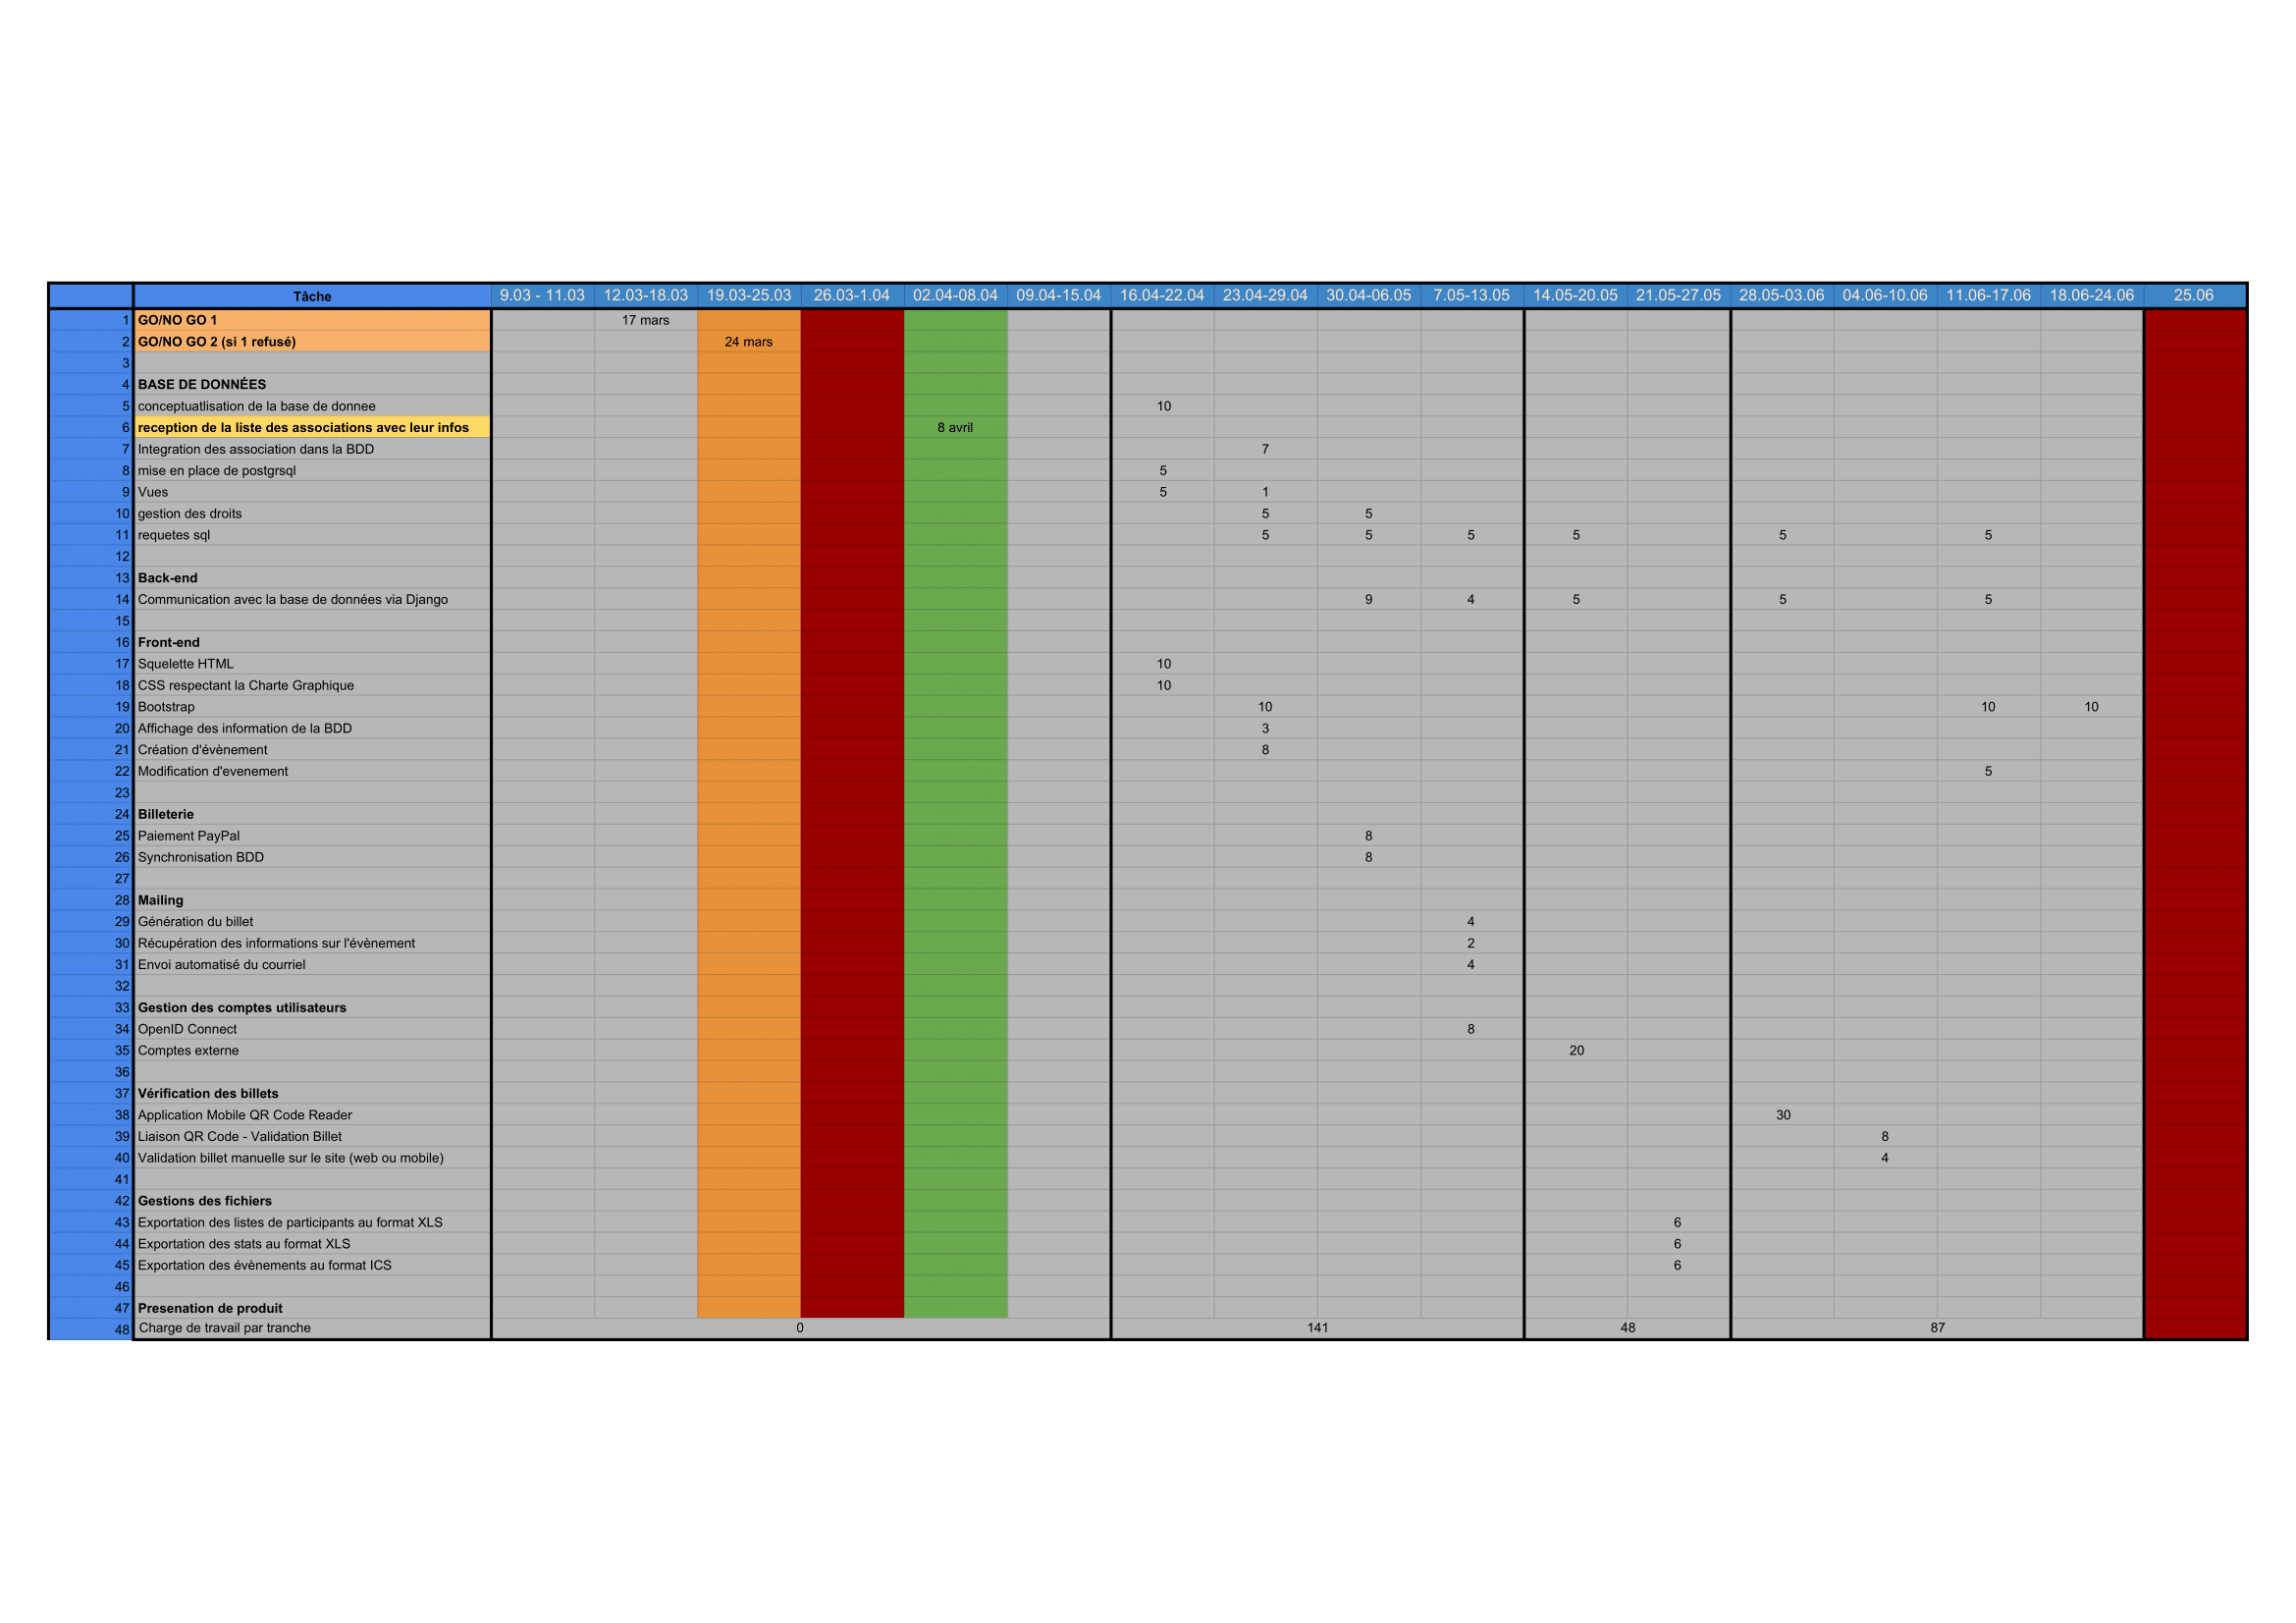 Tâche 9.03 - 11.03 12.03-18.03 19.03-25.03 26.03-1.04 02.04-08.04 09.04-15.04 16.04-22.04 23.04-29.04 30.04-06.05 7.05-13.05 14.05-20.05 21.05-27.05 28.05-03.06 04.06-10.06 11.06-17.06 18.06-24.06 25.06
1 GO/NO GO 1 17 mars
2 GO/NO GO 2 (si 1 refusé) 24 mars
3
4 BASE DE DONNÉES
5 conceptuatlisation de la base de donnee 10
6 reception de la liste des associations avec leur infos 8 avril
7 Integration des association dans la BDD 7
8 mise en place de postgrsql 5
9 Vues 5 1
10 gestion des droits 5 5
11 requetes sql 5 5 5 5 5 5
12
13 Back-end
14 Communication avec la base de données via Django 9 4 5 5 5
15
16 Front-end
17 Squelette HTML 10
18 CSS respectant la Charte Graphique 10
19 Bootstrap 10 10 10
20 Affichage des information de la BDD 3
21 Création d'évènement 8
22 Modification d'evenement 5
23
24 Billeterie
25 Paiement PayPal 8
26 Synchronisation BDD 8
27
28 Mailing
29 Génération du billet 4
30 Récupération des informations sur l'évènement 2
31 Envoi automatisé du courriel 4
32
33 Gestion des comptes utilisateurs
34 OpenID Connect 8
35 Comptes externe 20
36
37 Vérification des billets
38 Application Mobile QR Code Reader 30
39 Liaison QR Code - Validation Billet 8
40 Validation billet manuelle sur le site (web ou mobile) 4
41
42 Gestions des fichiers
43 Exportation des listes de participants au format XLS 6
44 Exportation des stats au format XLS 6
45 Exportation des évènements au format ICS 6
46
47 Presenation de produit
48 Charge de travail par tranche 0 141 48 87